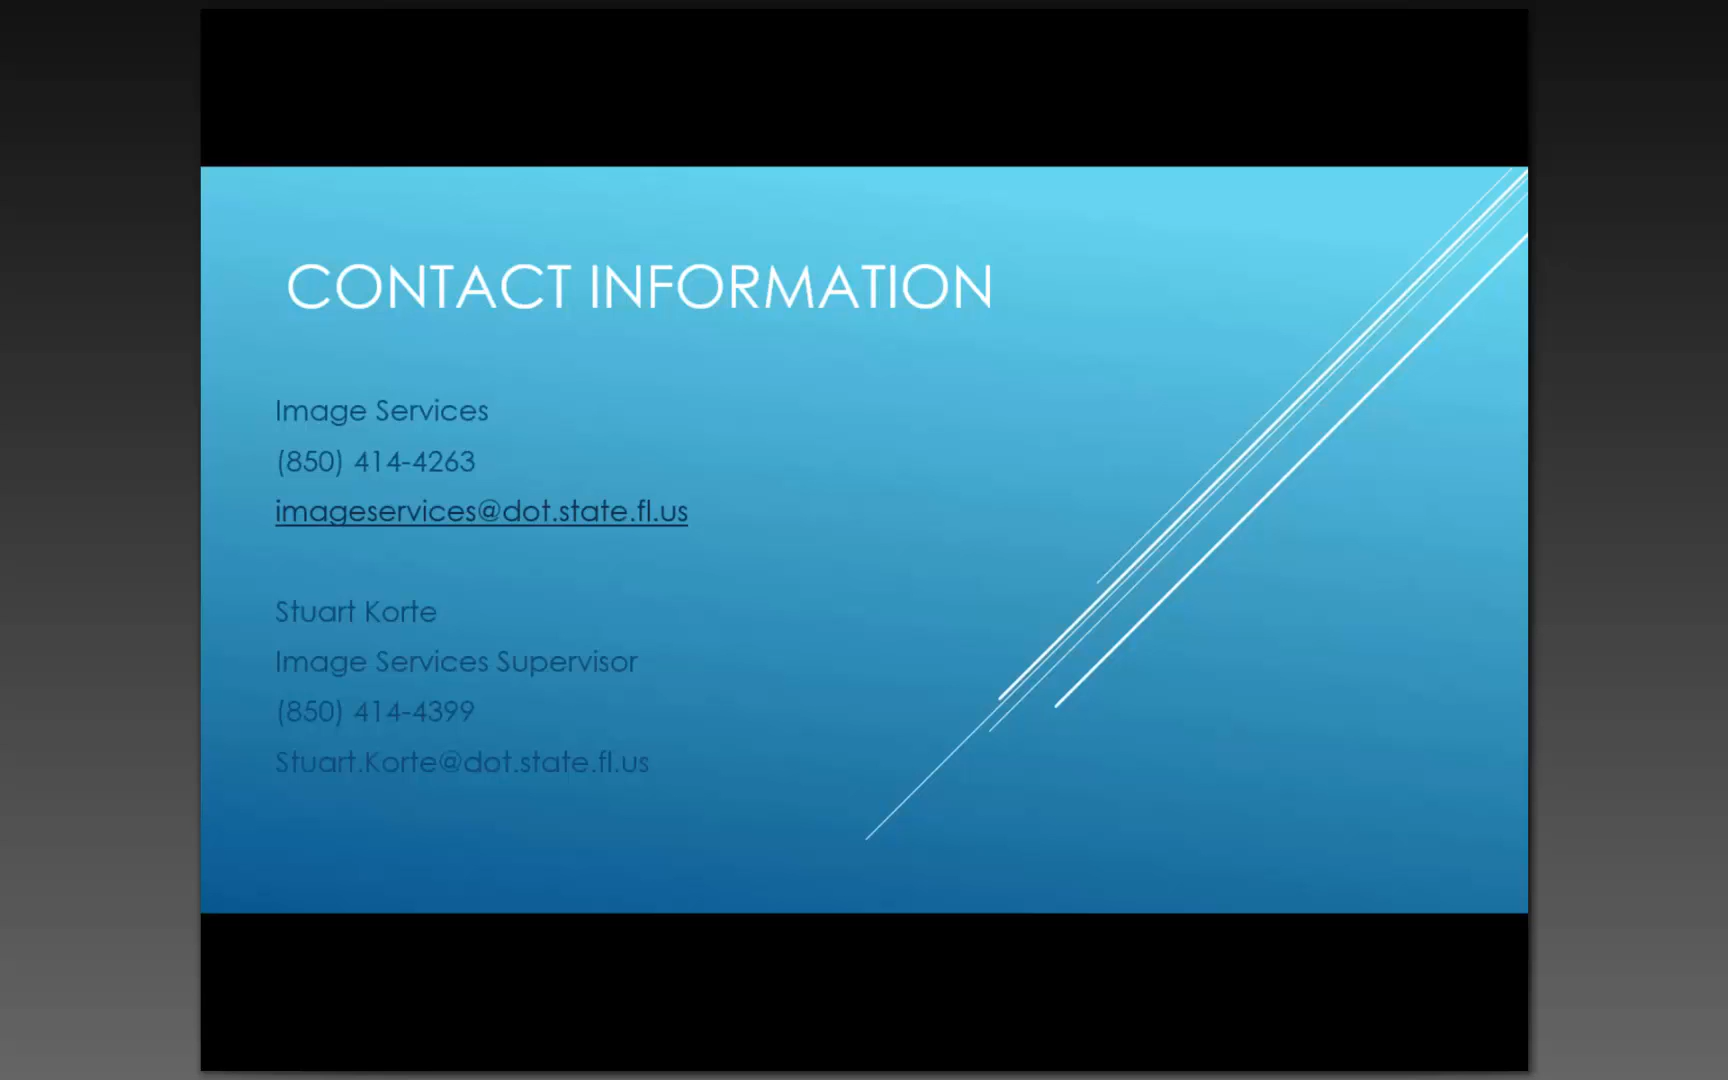 CONTACT INFORMATION
Image Services
(850) 414-4263
imageservices@dot.state.fl.us
Stuart Korte
Image Services Supervisor
(850) 414-4399
Stuart.Korte@dot.state.fl.us